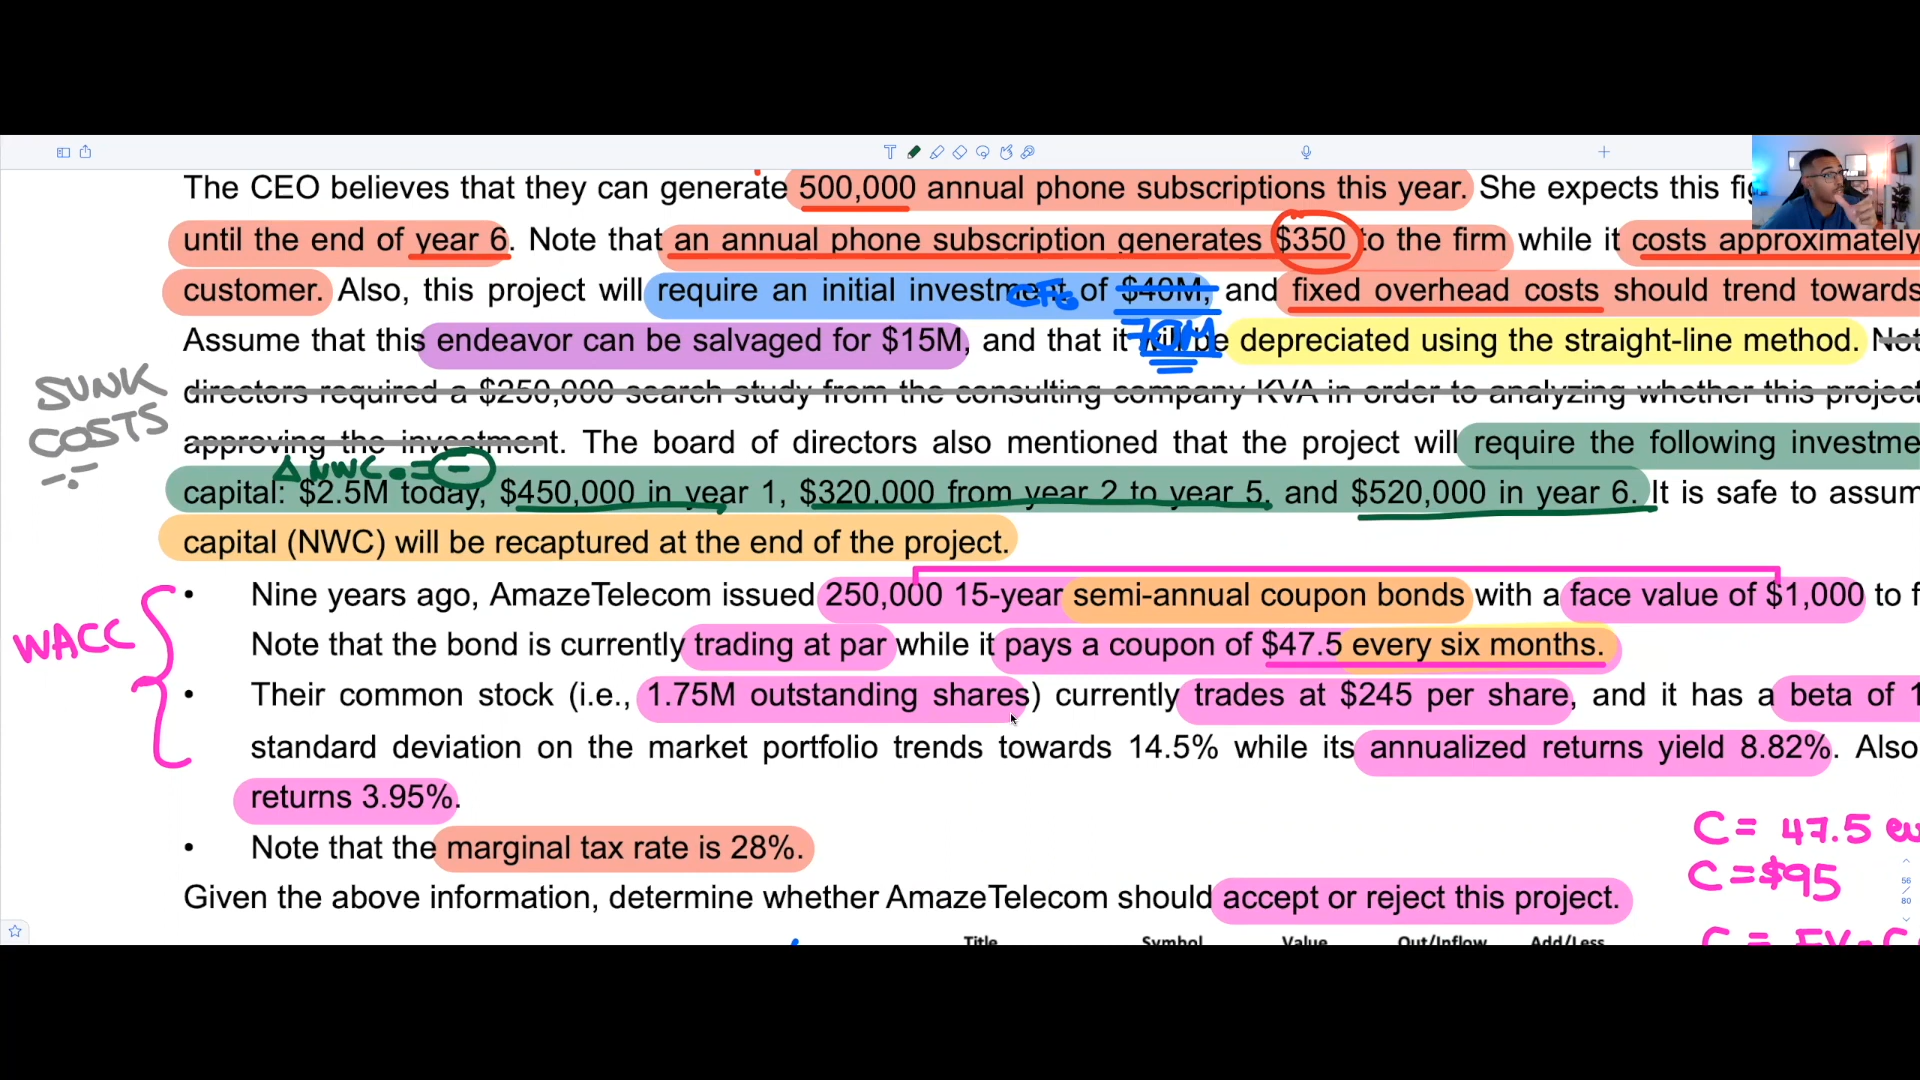 The CEO believes that they can generate 500,000 annual phone subscriptions this year. She expects this
until the end of year 6. Note that an annual phone subscription generates $350 to the firm while it costs approximately
customer. Also, this project will require an initial investment of $40M, and fixed overhead costs should trend towards
CF₀
Assume that this endeavor can be salvaged for $15M, and that it will be depreciated using the straight-line method. Not
70M
SUNK
COSTS
directors required a $250,000 search study from the consulting company KVA in order to analyzing whether this project
approving the investment. The board of directors also mentioned that the project will require the following
Δ NWC₀ = −
capital: $2.5M today, $450,000 in year 1, $320,000 from year 2 to year 5, and $520,000 in year 6. It is safe to
capital (NWC) will be recaptured at the end of the project.
WACC
• Nine years ago, AmazeTelecom issued 250,000 15-year semi-annual coupon bonds with a face value of $1,000 to f
Note that the bond is currently trading at par while it pays a coupon of $47.5 every six months.
• Their common stock (i.e., 1.75M outstanding shares) currently trades at $245 per share, and it has a beta of 1
standard deviation on the market portfolio trends towards 14.5% while its annualized returns yield 8.82%. Also
returns 3.95%.
C = 47.5
• Note that the marginal tax rate is 28%.
C = $95
56
/
80
Given the above information, determine whether AmazeTelecom should accept or reject this project.
Title Symbol Value Out/Inflow Add/Less